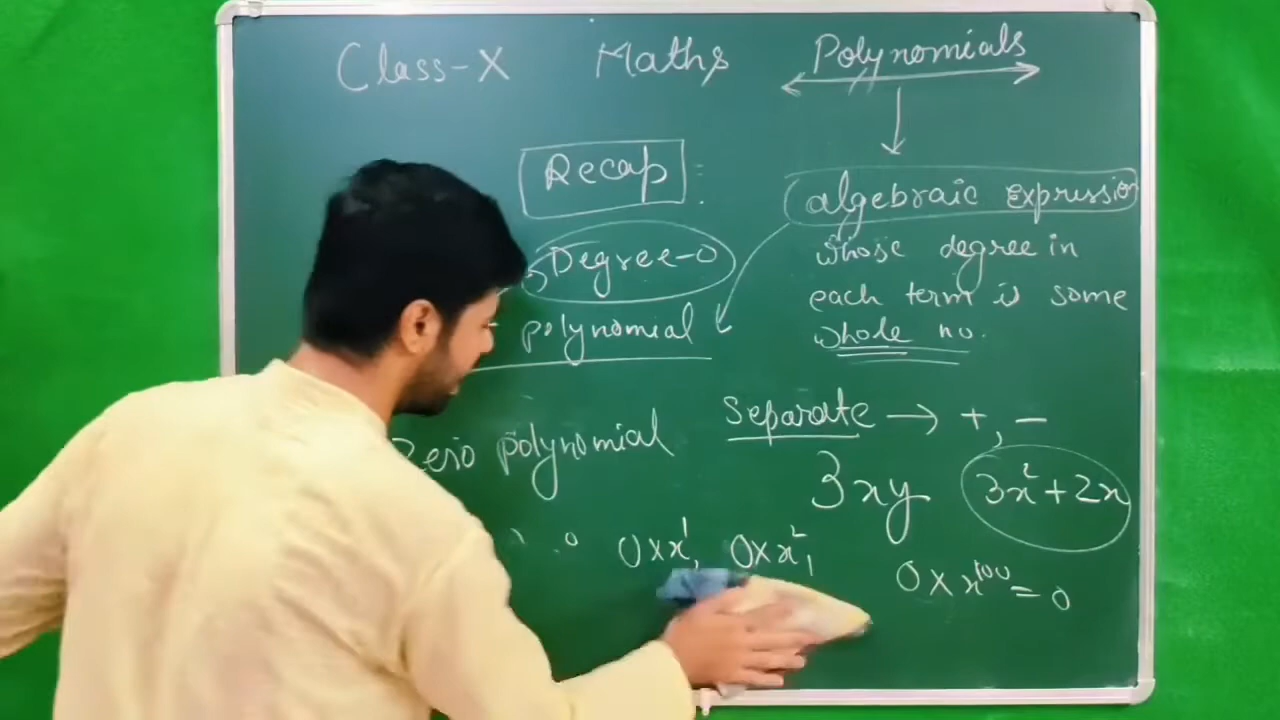 Class-X Maths Polynomials
Recap :
Degree-0
polynomial
Zero polynomial
0×x¹, 0×x²,
algebraic expression
whose degree in
each term is some
whole no.
Separate → +, −
3xy 3x²+2x
0×x¹⁰⁰ = 0